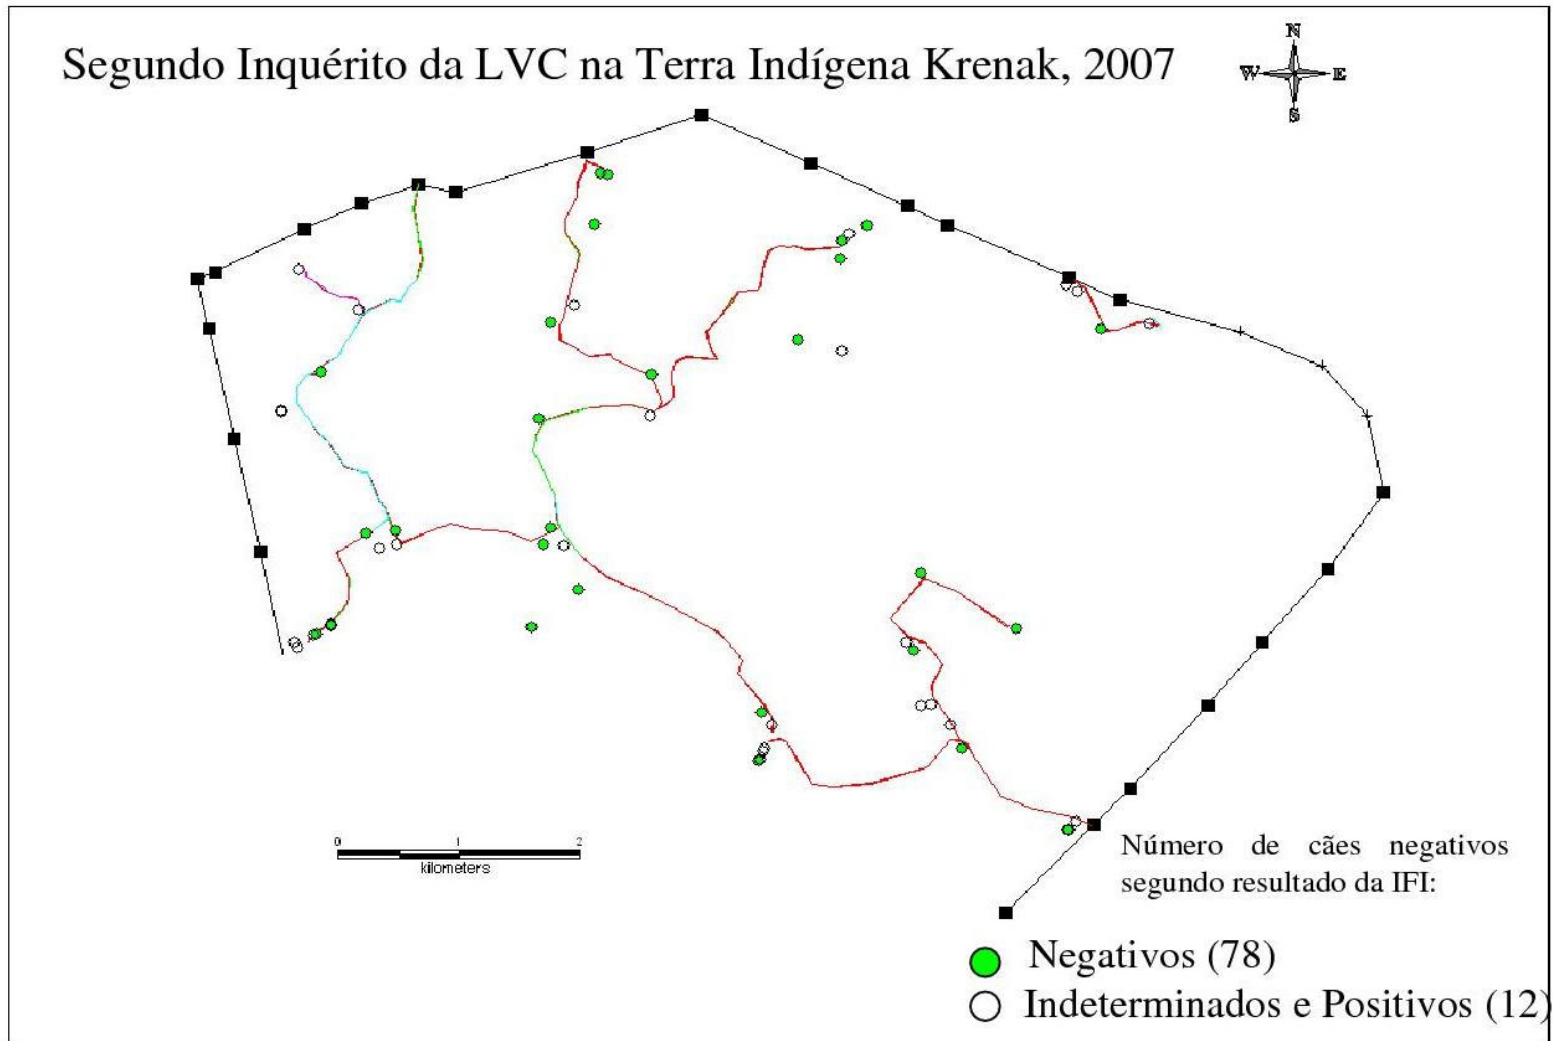 Segundo Inquérito da LVC na Terra Indígena Krenak, 2007
N
W E
S
0 1 2
kilometers
Número de cães negativos
segundo resultado da IFI:
Negativos (78)
Indeterminados e Positivos (12)